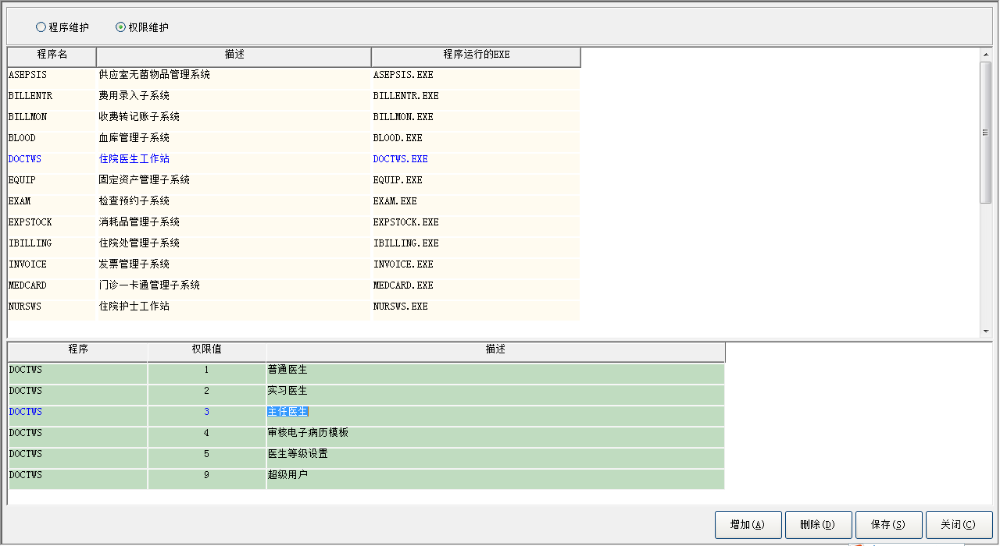 程序维护 权限维护
程序名 描述 程序运行的EXE
ASEPSIS 供应室无菌物品管理系统 ASEPSIS.EXE
BILLENTR 费用录入子系统 BILLENTR.EXE
BILLMON 收费转记账子系统 BILLMON.EXE
BLOOD 血库管理子系统 BLOOD.EXE
DOCTWS 住院医生工作站 DOCTWS.EXE
EQUIP 固定资产管理子系统 EQUIP.EXE
EXAM 检查预约子系统 EXAM.EXE
EXPSTOCK 消耗品管理子系统 EXPSTOCK.EXE
IBILLING 住院处管理子系统 IBILLING.EXE
INVOICE 发票管理子系统 INVOICE.EXE
MEDCARD 门诊一卡通管理子系统 MEDCARD.EXE
NURSWS 住院护士工作站 NURSWS.EXE
程序 权限值 描述
DOCTWS 1 普通医生
DOCTWS 2 实习医生
DOCTWS 3 主任医生
DOCTWS 4 审核电子病历模板
DOCTWS 5 医生等级设置
DOCTWS 9 超级用户
增加(A) 删除(D) 保存(S) 关闭(C)